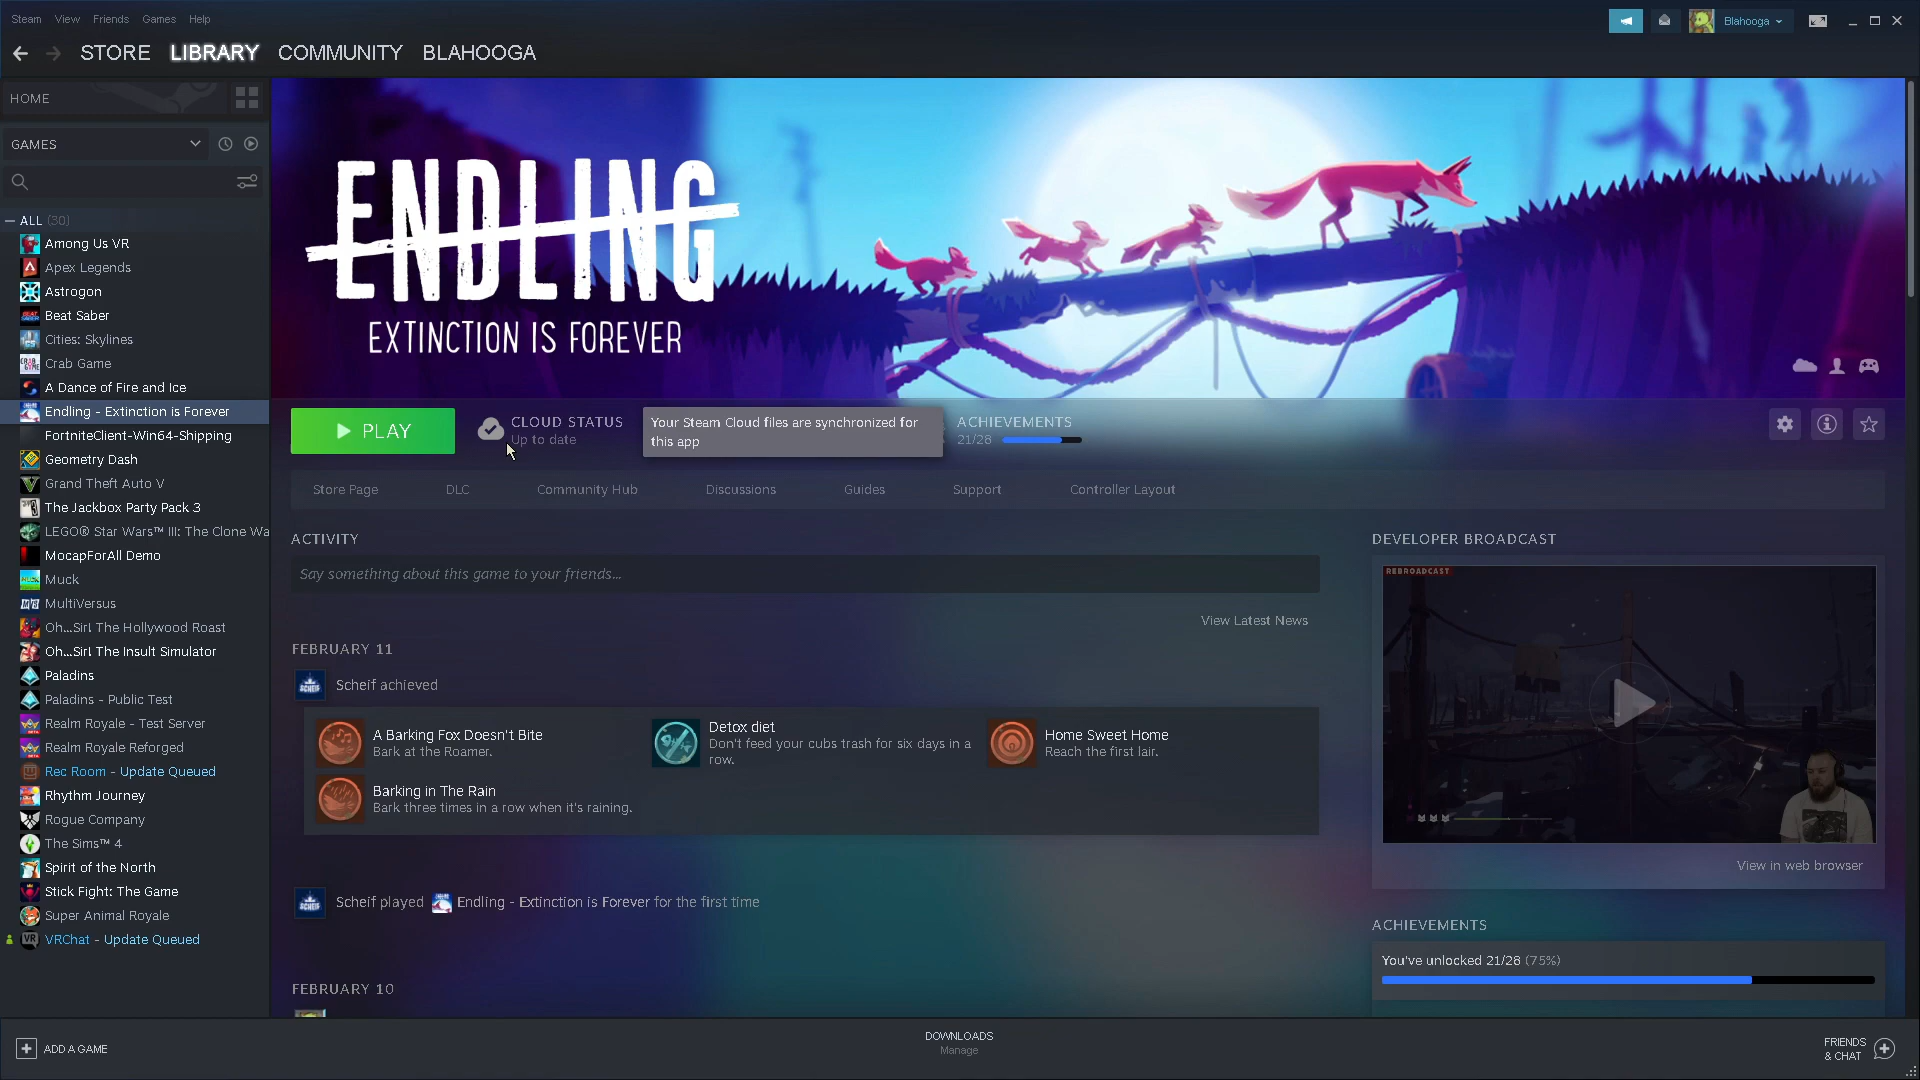 Steam View Friends Games Help
Blahooga
STORE LIBRARY COMMUNITY BLAHOOGA
HOME
GAMES
ALL (30)
Among Us VR
Apex Legends
Astrogon
Beat Saber
Cities: Skylines
Crab Game
A Dance of Fire and Ice
Endling - Extinction is Forever
FortniteClient-Win64-Shipping
Geometry Dash
Grand Theft Auto V
The Jackbox Party Pack 3
LEGO® Star Wars™ III: The Clone Wa
MocapForAll Demo
Muck
MultiVersus
Oh...Sir! The Hollywood Roast
Oh...Sir! The Insult Simulator
Paladins
Paladins - Public Test
Realm Royale - Test Server
Realm Royale Reforged
Rec Room - Update Queued
Rhythm Journey
Rogue Company
The Sims™ 4
Spirit of the North
Stick Fight: The Game
Super Animal Royale
VRChat - Update Queued
ENDLING
EXTINCTION IS FOREVER
PLAY
CLOUD STATUS
Up to date
Your Steam Cloud files are synchronized for
this app
ACHIEVEMENTS
21/28
Store Page DLC Community Hub Discussions Guides Support Controller Layout
ACTIVITY
Say something about this game to your friends...
View Latest News
FEBRUARY 11
SCHEIF
Scheif achieved
A Barking Fox Doesn't Bite
Bark at the Roamer.
Detox diet
Don't feed your cubs trash for six days in a
row.
Home Sweet Home
Reach the first lair.
Barking in The Rain
Bark three times in a row when it's raining.
SCHEIF
Scheif played Endling - Extinction is Forever for the first time
FEBRUARY 10
DEVELOPER BROADCAST
REBROADCAST
View in web browser
ACHIEVEMENTS
You've unlocked 21/28 (75%)
ADD A GAME
DOWNLOADS
Manage
FRIENDS
& CHAT